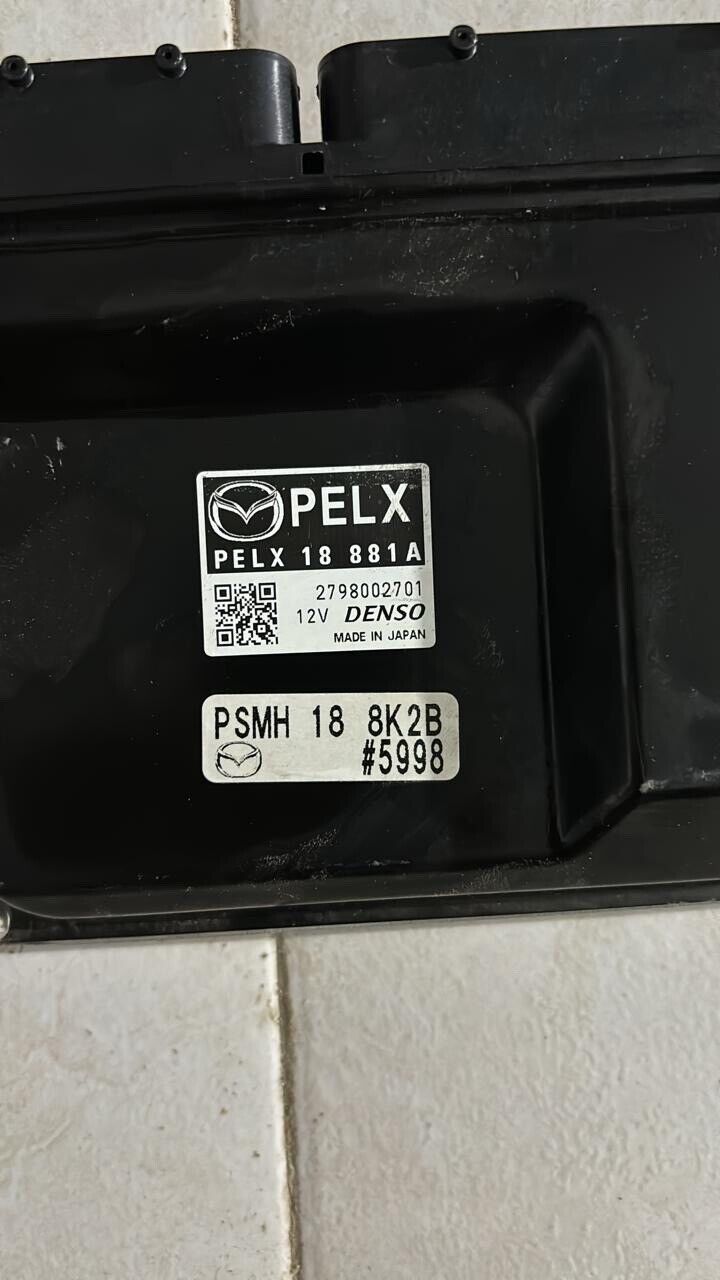 PELX
PELX 18 881A
2798002701
12V DENSO
MADE IN JAPAN
PSMH 18 8K2B
#5998